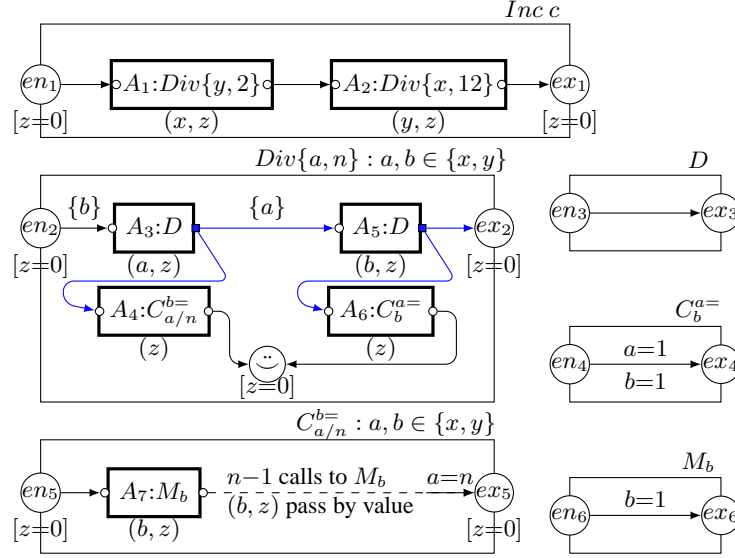 Inc c
en₁ A₁:Div{y, 2} A₂:Div{x, 12} ex₁
[z=0] (x, z) (y, z) [z=0]
Div{a, n} : a, b ∈ {x, y}
{b} {a}
en₂ A₃:D A₅:D ex₂
[z=0] (a, z) (b, z) [z=0]
A₄:C^{b=}_{a/n} A₆:C^{a=}_{b}
(z) (z)
[z=0]
D
en₃ ex₃
C^{a=}_{b}
a=1
en₄ ex₄
b=1
C^{b=}_{a/n} : a, b ∈ {x, y}
n−1 calls to M_b a=n
en₅ A₇:M_b ex₅
(b, z) pass by value
[z=0] (b, z) [z=0]
M_b
b=1
en₆ ex₆